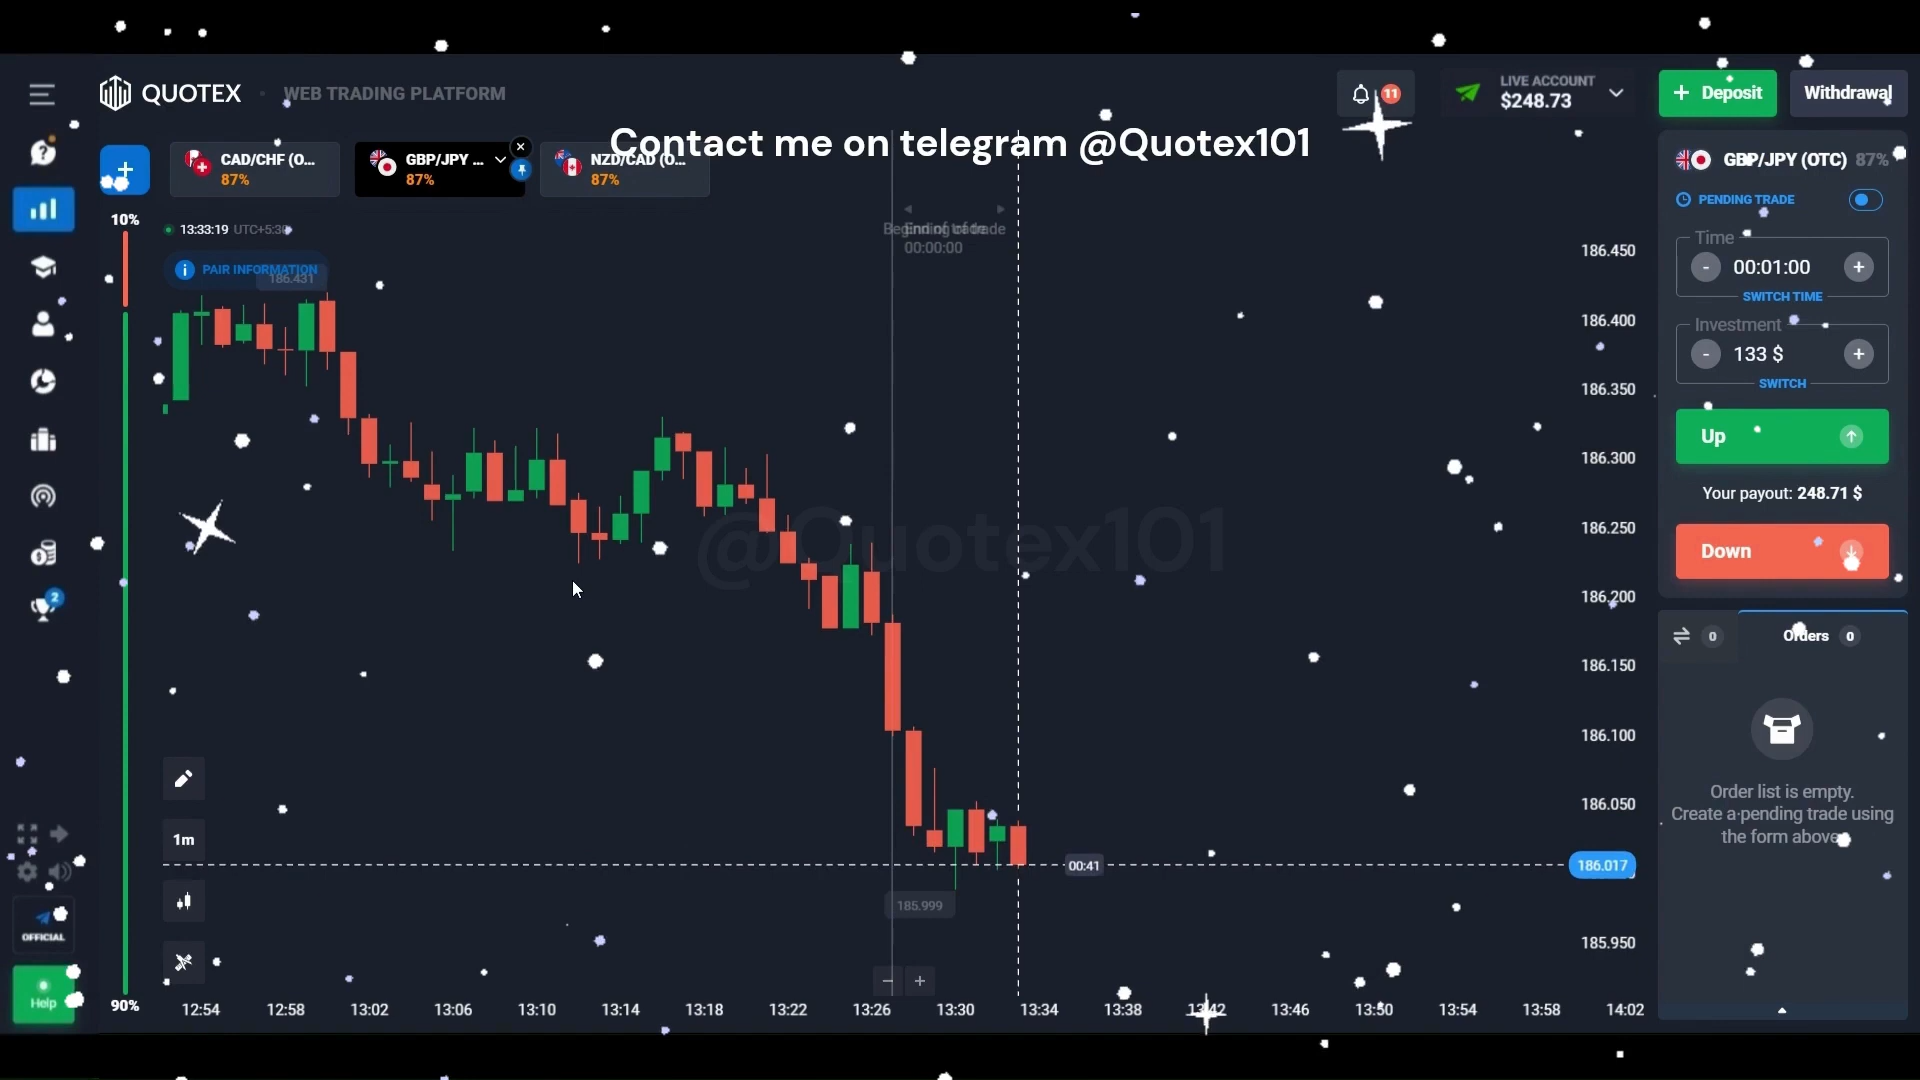 QUOTEX
WEB TRADING PLATFORM
11
LIVE ACCOUNT
$248.73
+ Deposit
Withdrawal
Contact me on telegram @Quotex101
+
CAD/CHF (O...
87%
GBP/JPY ...
87%
NZD/CAD (O...
87%
GBP/JPY (OTC) 87%
PENDING TRADE
10%
13:33:19 UTC+5:30
PAIR INFORMATION
186.431
End of trade
00:00:00
Time
- 00:01:00 +
SWITCH TIME
Investment
- 133 $ +
SWITCH
Up
Your payout: 248.71 $
Down
0
Orders 0
Order list is empty.
Create a pending trade using
the form above
186.450
186.400
186.350
186.300
186.250
186.200
186.150
186.100
186.050
186.017
185.950
@Quotex101
2
1m
00:41
185.999
OFFICIAL
Help
90%
- +
12:54 12:58 13:02 13:06 13:10 13:14 13:18 13:22 13:26 13:30 13:34 13:38 13:42 13:46 13:50 13:54 13:58 14:02